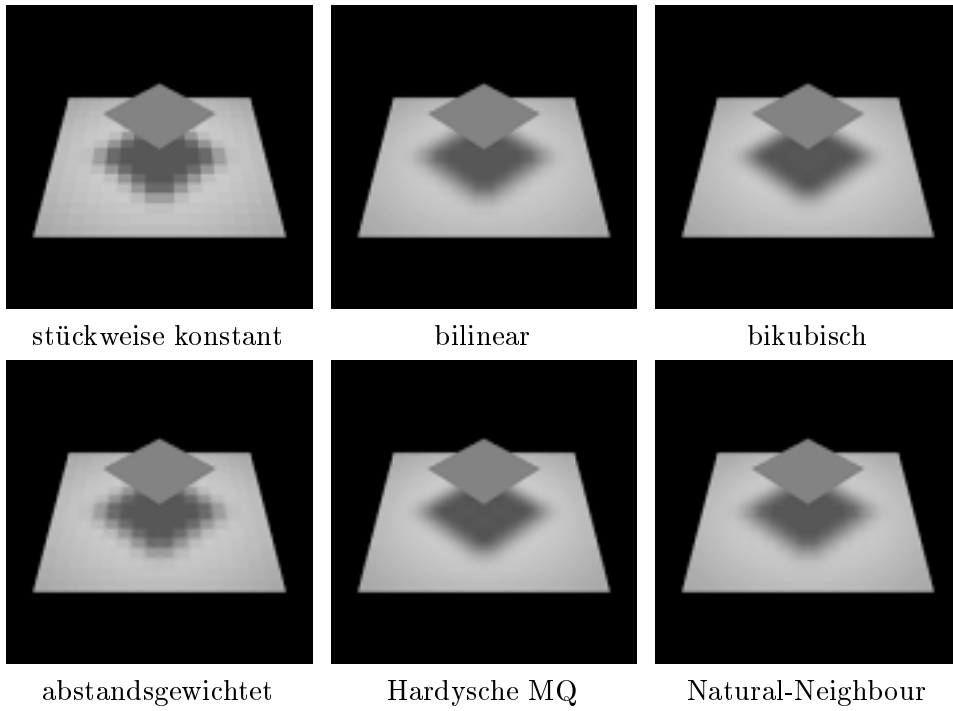 stückweise konstant
bilinear
bikubisch
abstandsgewichtet
Hardysche MQ
Natural-Neighbour